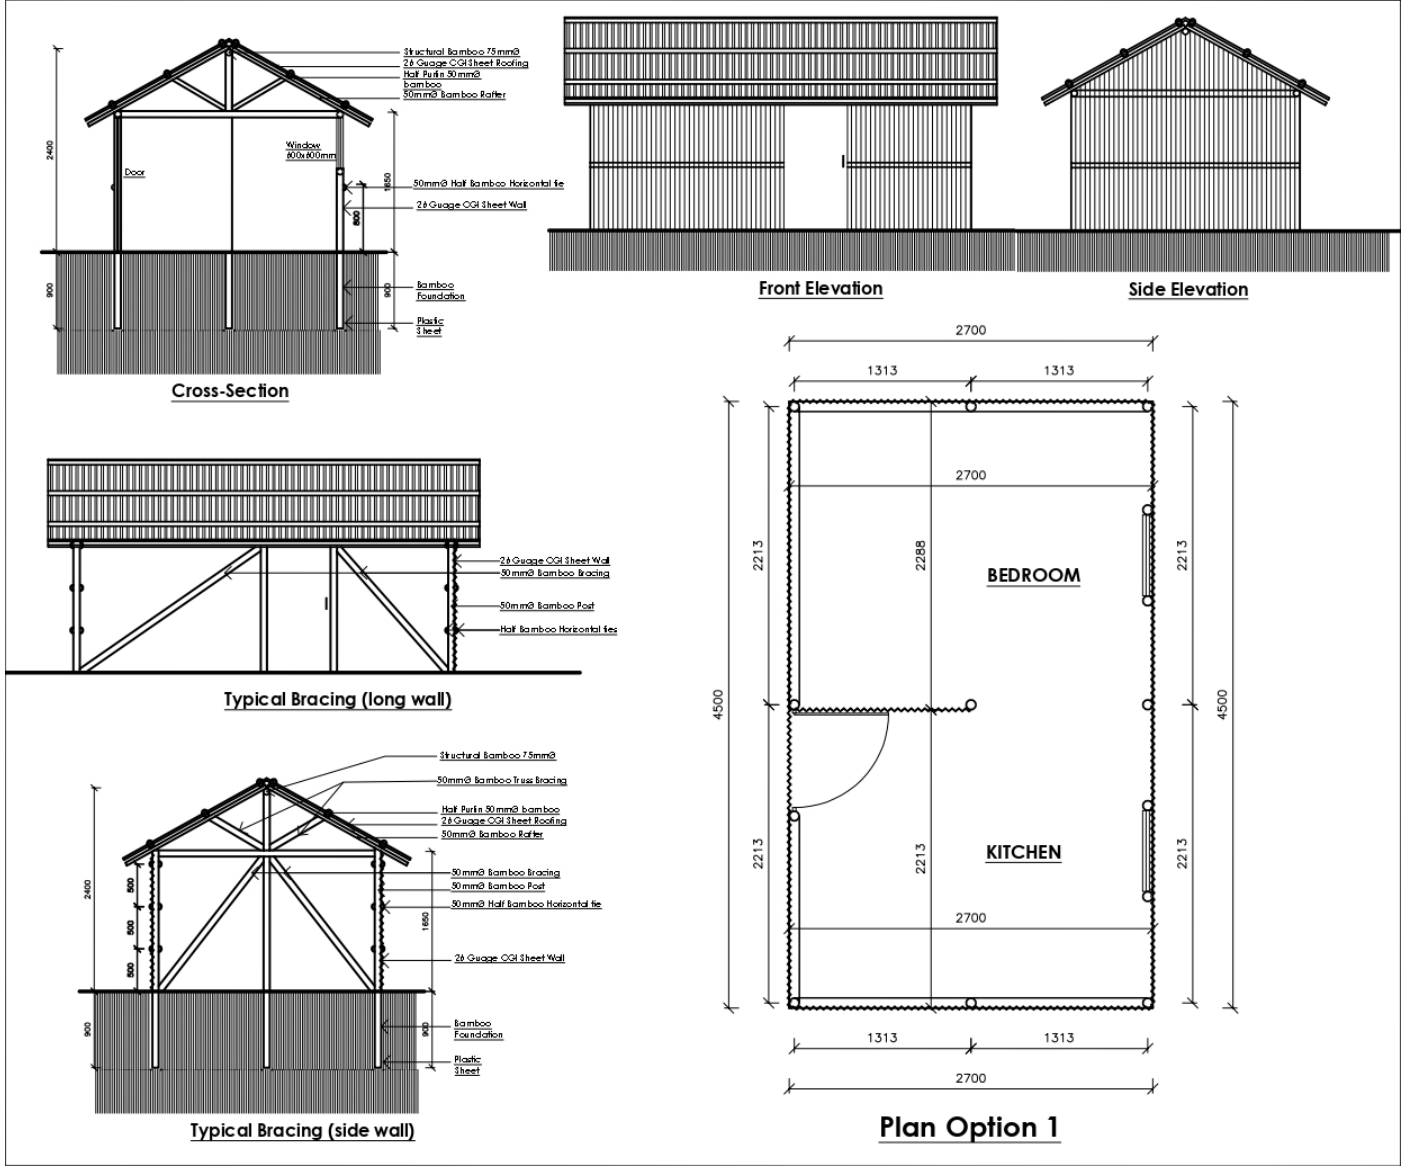 Structural Bamboo 75mmØ
26 Guage CGI Sheet Roofing
Half Purlin 50mmØ
bamboo
50mmØ Bamboo Rafter
2400
Window
600x600mm
Door
1650
50mmØ Half Bamboo Horizontal tie
26 Guage CGI Sheet Wall
800
900
Bamboo
Foundation
900
Plastic
Sheet
Cross-Section
Front Elevation
Side Elevation
26 Guage CGI Sheet Wall
50mmØ Bamboo Bracing
50mmØ Bamboo Post
Half Bamboo Horizontal ties
Typical Bracing (long wall)
Structural Bamboo 75mmØ
50mmØ Bamboo Truss Bracing
Half Purlin 50mmØ bamboo
26 Guage CGI Sheet Roofing
50mmØ Bamboo Rafter
50mmØ Bamboo Bracing
50mmØ Bamboo Post
50mmØ Half Bamboo Horizontal tie
26 Guage CGI Sheet Wall
2400
500
500
500
1650
900
900
Bamboo
Foundation
Plastic
Sheet
Typical Bracing (side wall)
2700
1313
1313
2700
2213
2288
2213
BEDROOM
4500
4500
2213
2213
2213
KITCHEN
2700
1313
1313
2700
Plan Option 1